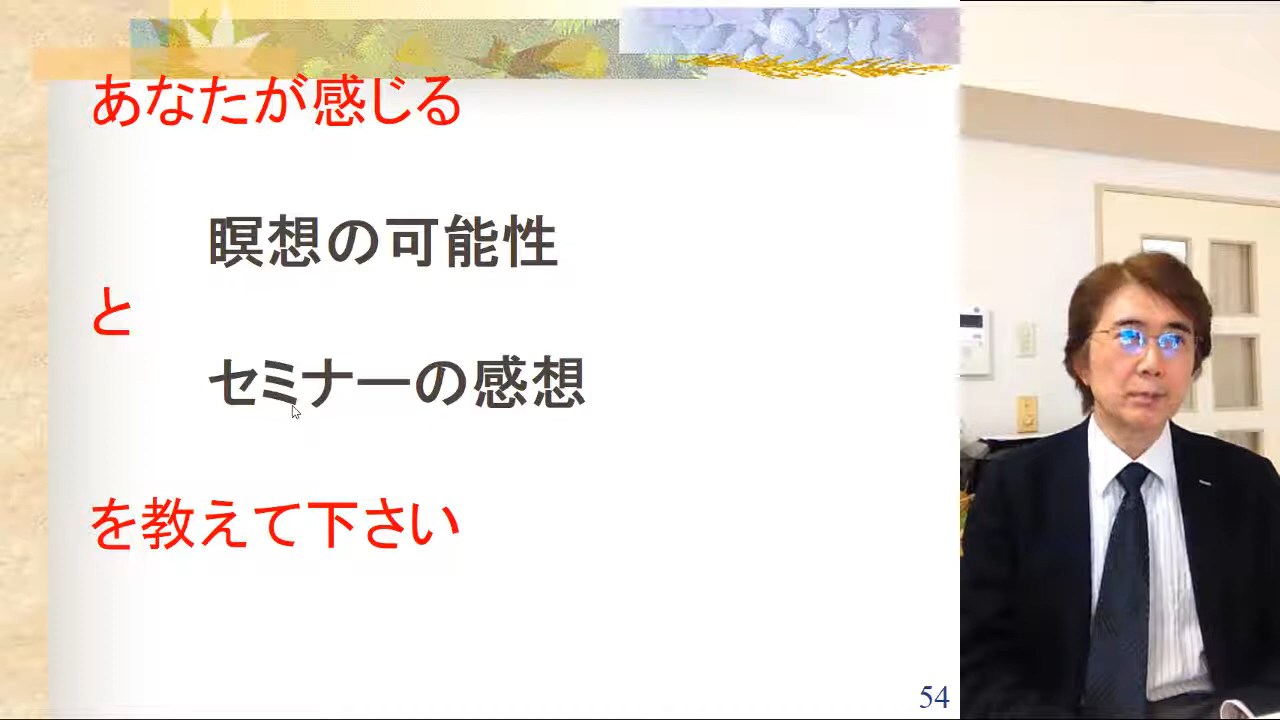 あなたが感じる
瞑想の可能性
と
セミナーの感想
を教えて下さい
54